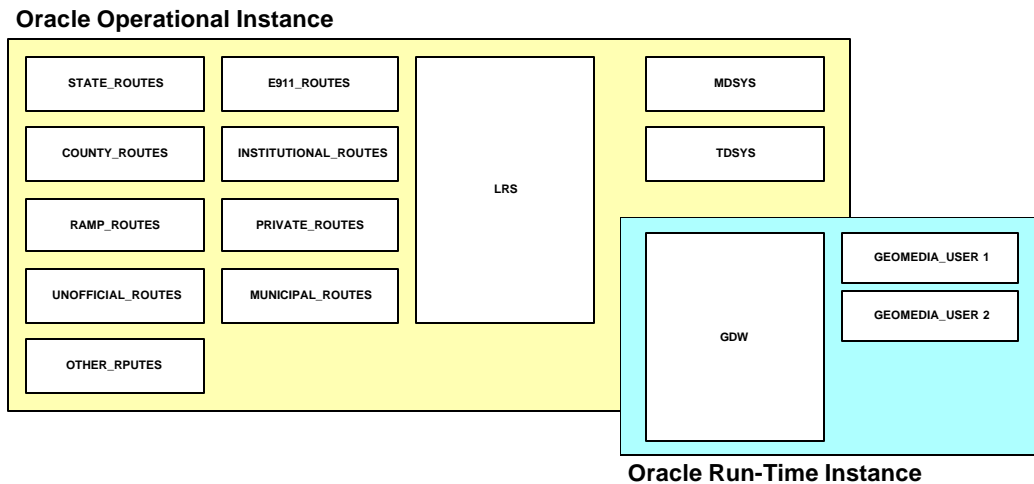 Oracle Operational Instance
STATE_ROUTES
E911_ROUTES
MDSYS
COUNTY_ROUTES
INSTITUTIONAL_ROUTES
TDSYS
LRS
RAMP_ROUTES
PRIVATE_ROUTES
GEOMEDIA_USER 1
UNOFFICIAL_ROUTES
MUNICIPAL_ROUTES
GEOMEDIA_USER 2
GDW
OTHER_RPUTES
Oracle Run-Time Instance